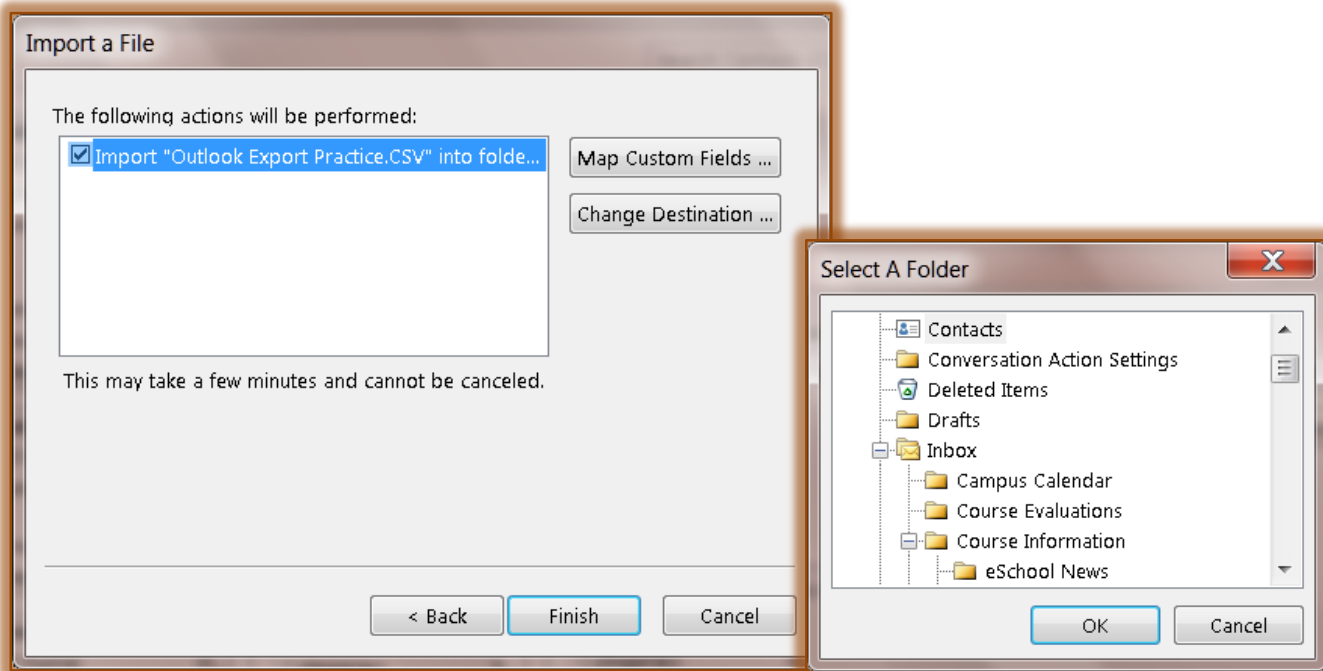 Import a File
The following actions will be performed:
Import "Outlook Export Practice.CSV" into folde...
Map Custom Fields ...
Change Destination ...
This may take a few minutes and cannot be canceled.
< Back
Finish
Cancel
Select A Folder
Contacts
Conversation Action Settings
Deleted Items
Drafts
Inbox
Campus Calendar
Course Evaluations
Course Information
eSchool News
OK
Cancel